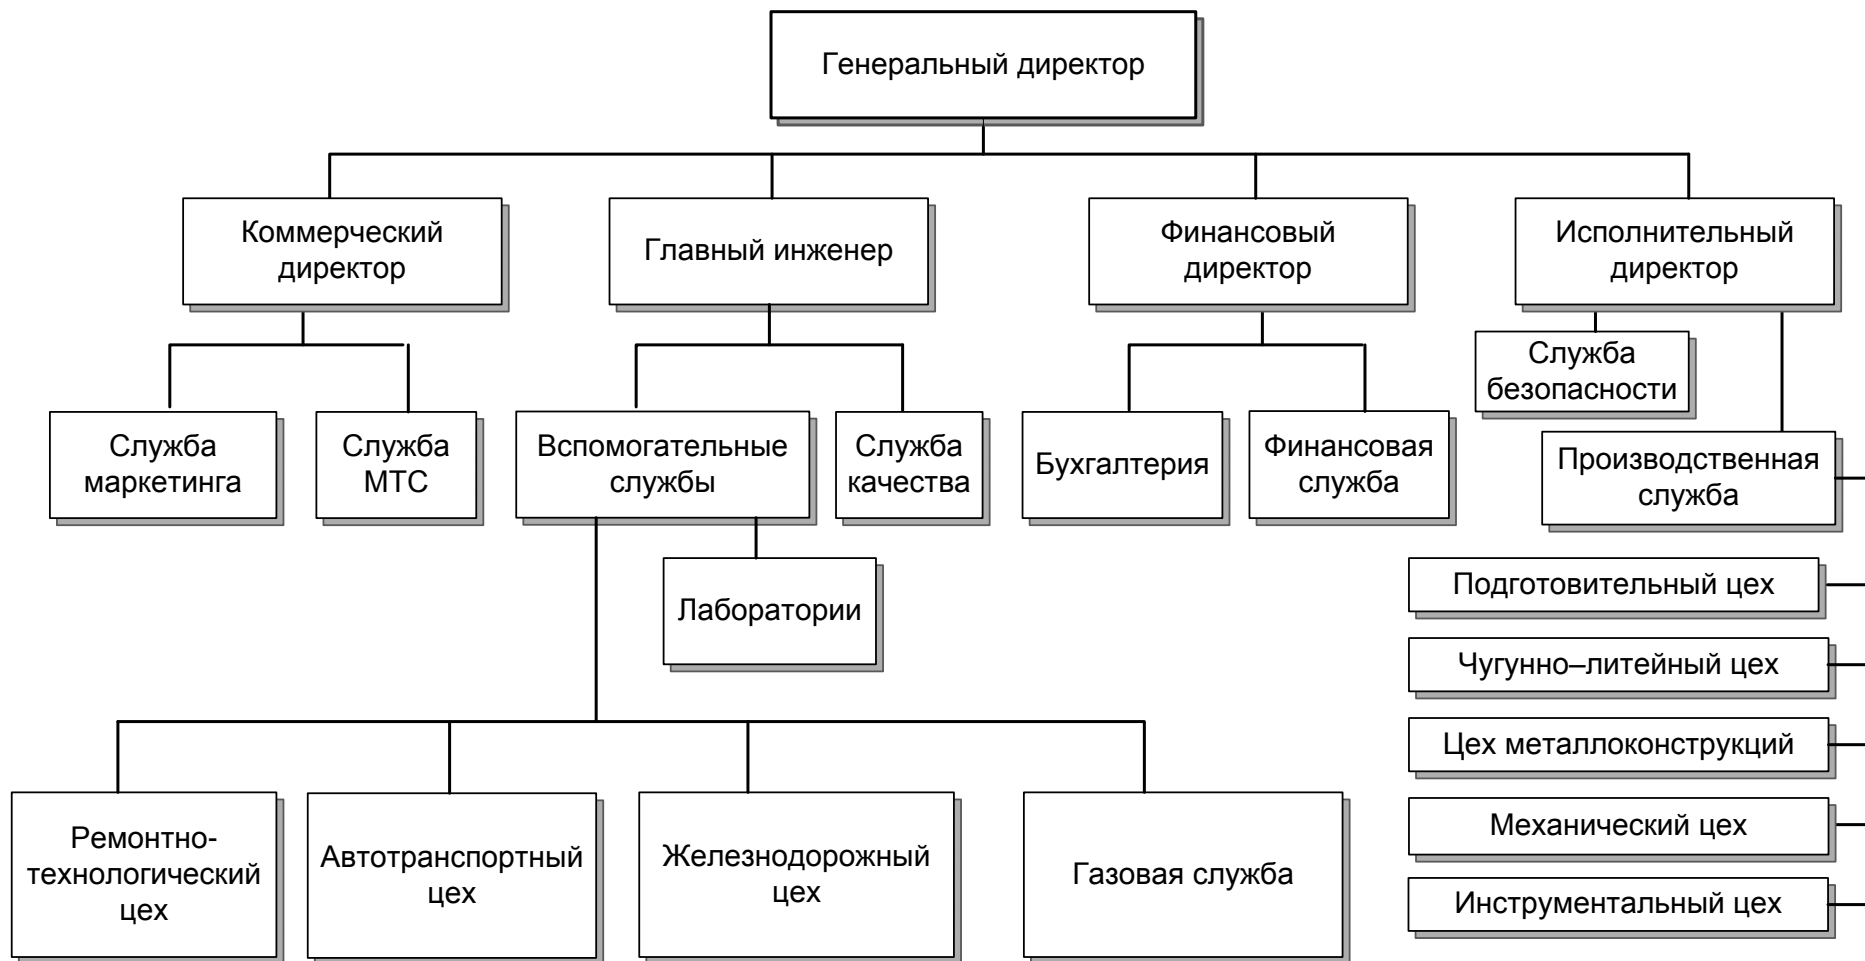 Генеральный директор
Коммерческий
директор
Главный инженер
Финансовый
директор
Исполнительный
директор
Служба
безопасности
Служба
маркетинга
Служба
МТС
Вспомогательные
службы
Служба
качества
Бухгалтерия
Финансовая
служба
Производственная
служба
Лаборатории
Подготовительный цех
Чугунно–литейный цех
Цех металлоконструкций
Механический цех
Инструментальный цех
Ремонтно-
технологический
цех
Автотранспортный
цех
Железнодорожный
цех
Газовая служба